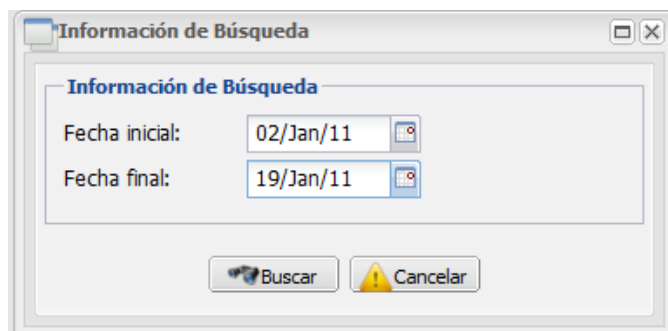 Información de Búsqueda
Información de Búsqueda
Fecha inicial: 02/Jan/11
Fecha final: 19/Jan/11
Buscar Cancelar